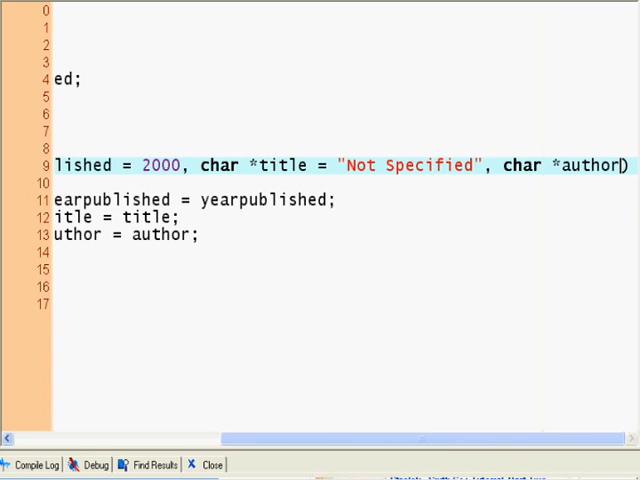 0
1
2
3
4 ed;
5
6
7
8
9 lished = 2000, char *title = "Not Specified", char *author)
10
11 earpublished = yearpublished;
12 itle = title;
13 uthor = author;
14
15
16
17
Compile Log Debug Find Results Close